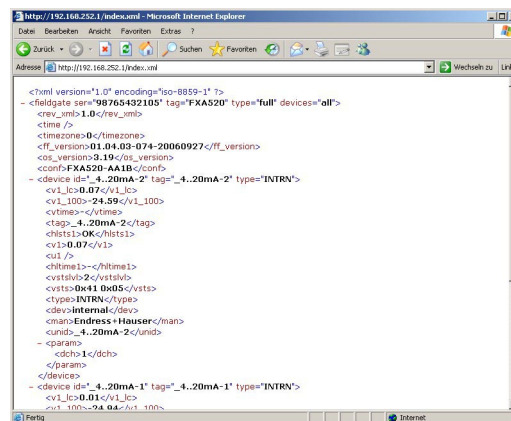 http://192.168.252.1/index.xml - Microsoft Internet Explorer
Datei Bearbeiten Ansicht Favoriten Extras ?
Zurück Suchen Favoriten
Adresse http://192.168.252.1/index.xml Wechseln zu Link
<?xml version="1.0" encoding="iso-8859-1" ?>
- <fieldgate ser="98765432105" tag="FXA520" type="full" devices="all">
<rev_xml>1.0</rev_xml>
<time />
<timezone>0</timezone>
<ff_version>01.04.03-074-20060927</ff_version>
<os_version>3.19</os_version>
<conf>FXA520-AA1B</conf>
- <device id="_4..20mA-2" tag="_4..20mA-2" type="INTRN">
<v1_lc>0.07</v1_lc>
<v1_100>-24.59</v1_100>
<vtime>-</vtime>
<tag>_4..20mA-2</tag>
<hlsts1>OK</hlsts1>
<v1>0.07</v1>
<u1 />
<hltime1>-</hltime1>
<vstslvl>2</vstslvl>
<vsts>0x41 0x05</vsts>
<type>INTRN</type>
<dev>internal</dev>
<man>Endress+Hauser</man>
<unid>_4..20mA-2</unid>
- <param>
<dch>1</dch>
</param>
</device>
- <device id="_4..20mA-1" tag="_4..20mA-1" type="INTRN">
<v1_lc>0.01</v1_lc>
<v1_100>-24.94</v1_100>
Fertig Internet